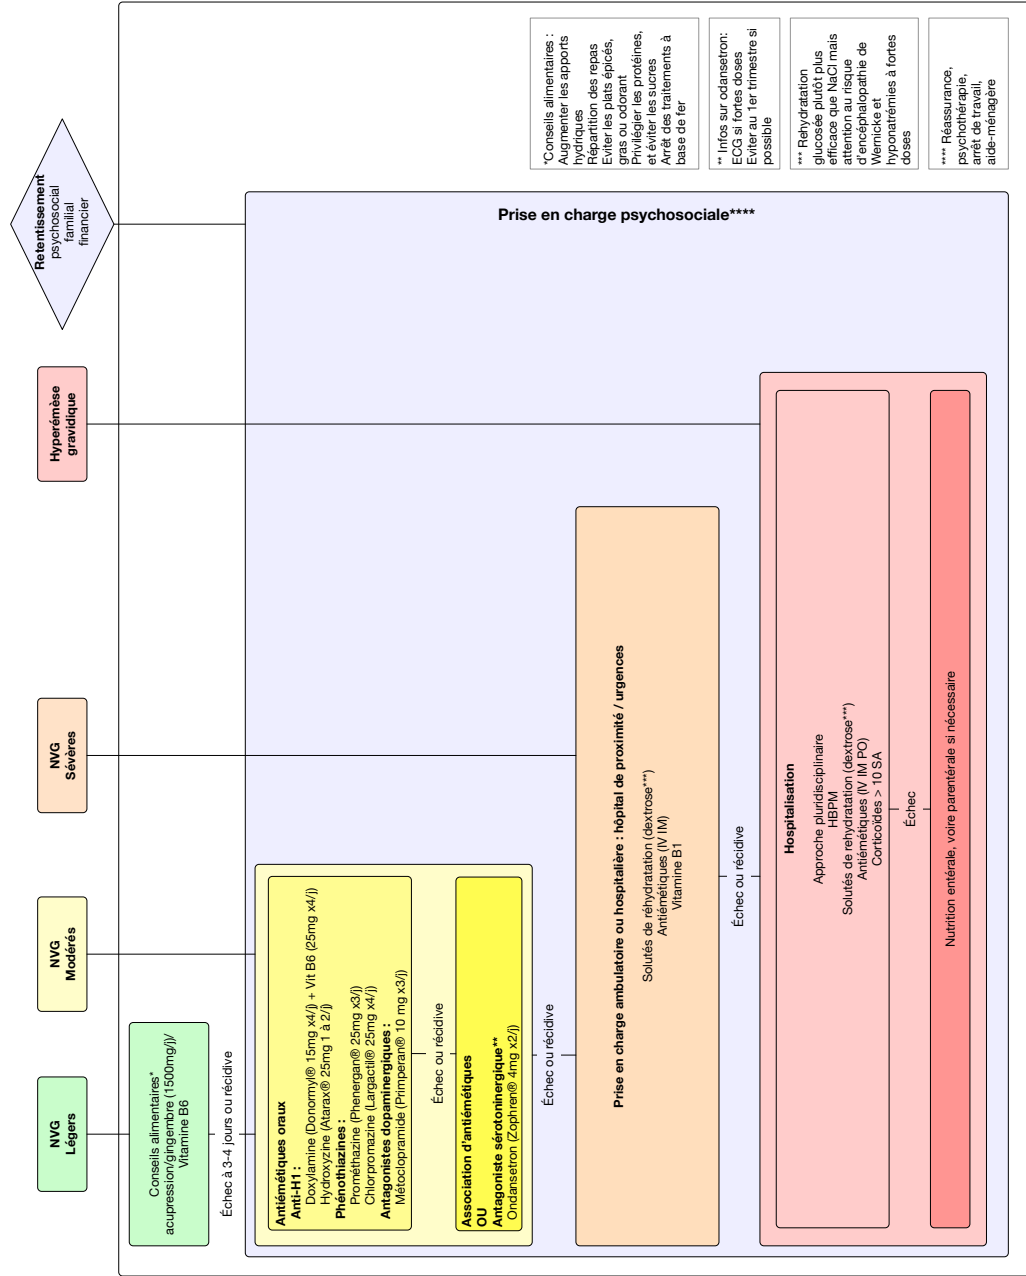 NVG
Légers
NVG
Modérés
NVG
Sévères
Hyperémèse
gravidique
Retentissement
psychosocial
familial
financier
Conseils alimentaires*
acupression/gingembre (1500mg/j)/
Vitamine B6
Échec à 3-4 jours ou récidive
Prise en charge psychosociale****
Antiémétiques oraux
Anti-H1 :
Doxylamine (Donormyl® 15mg x4/j) + Vit B6 (25mg x4/j)
Hydroxyzine (Atarax® 25mg 1 à 2/j)
Phénothiazines :
Prométhazine (Phenergan® 25mg x3/j)
Chlorpromazine (Largactil® 25mg x4/j)
Antagonistes dopaminergiques :
Métoclopramide (Primperan® 10 mg x3/j)
Échec ou récidive
Association d'antiémétiques
OU
Antagoniste sérotoninergique**
Ondansetron (Zophren® 4mg x2/j)
Échec ou récidive
Prise en charge ambulatoire ou hospitalière : hôpital de proximité / urgences
Solutés de réhydratation (dextrose***)
Antiémétiques (IV IM)
Vitamine B1
Échec ou récidive
Hospitalisation
Approche pluridisciplinaire
HBPM
Solutés de rehydratation (dextrose***)
Antiémétiques (IV IM PO)
Corticoïdes > 10 SA
Échec
Nutrition entérale, voire parentérale si nécessaire
*Conseils alimentaires :
Augmenter les apports
hydriques
Répartition des repas
Eviter les plats épicés,
gras ou odorant
Privilégier les protéines,
et éviter les sucres
Arrêt des traitements à
base de fer
** Infos sur odansetron:
ECG si fortes doses
Eviter au 1er trimestre si
possible
*** Rehydratation
glucosée plutôt plus
efficace que NaCl mais
attention au risque
d'encéphalopathie de
Wernicke et
hyponatrémies à fortes
doses
**** Réassurance,
psychothérapie,
arrêt de travail,
aide-ménagère